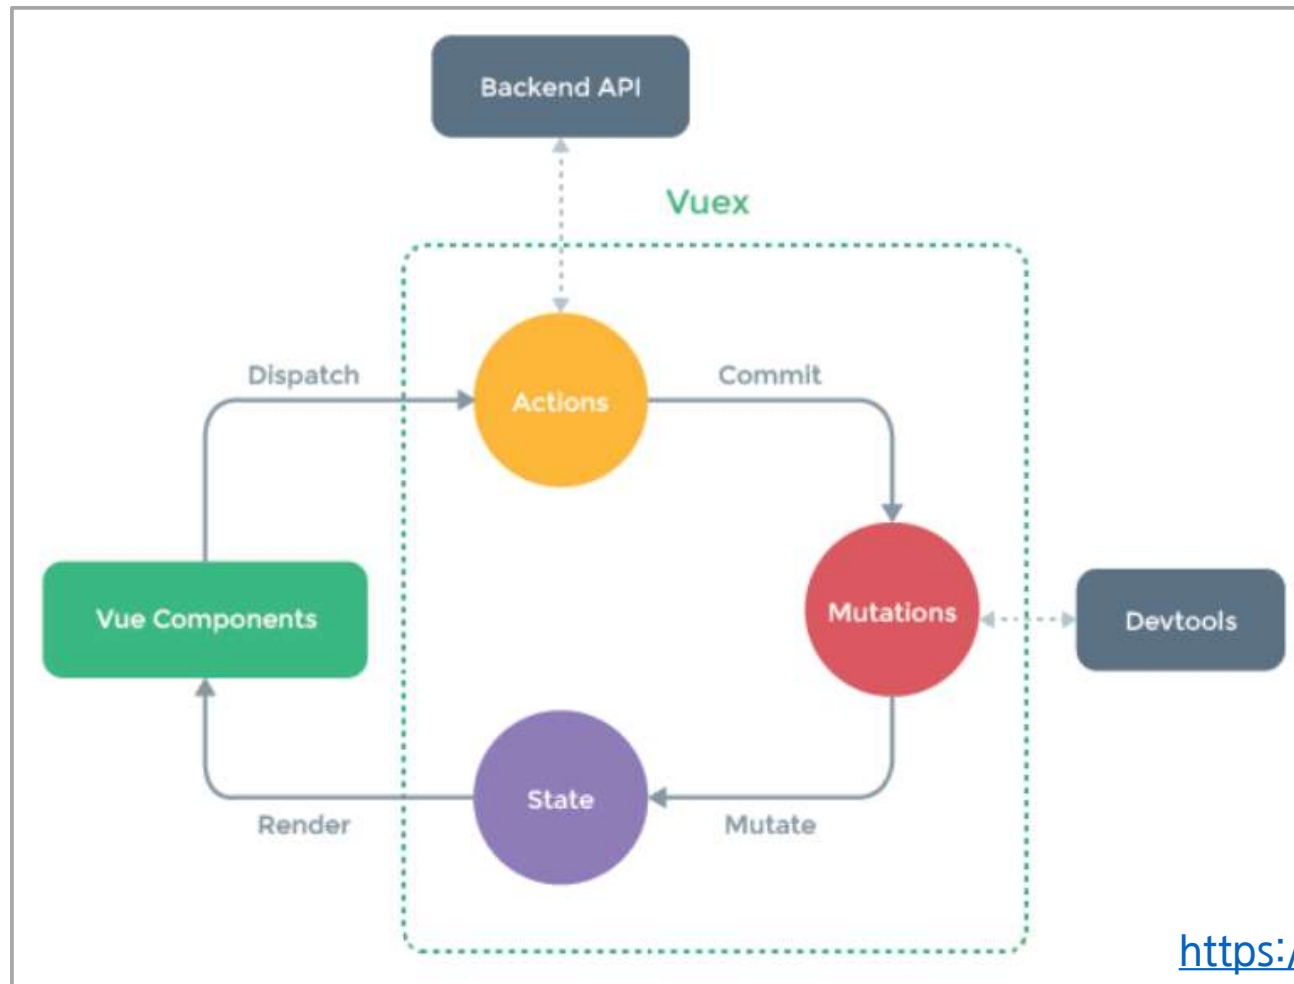 Backend API
Vuex
Dispatch
Commit
Actions
Vue Components
Mutations
Devtools
State
Render
Mutate
https:/